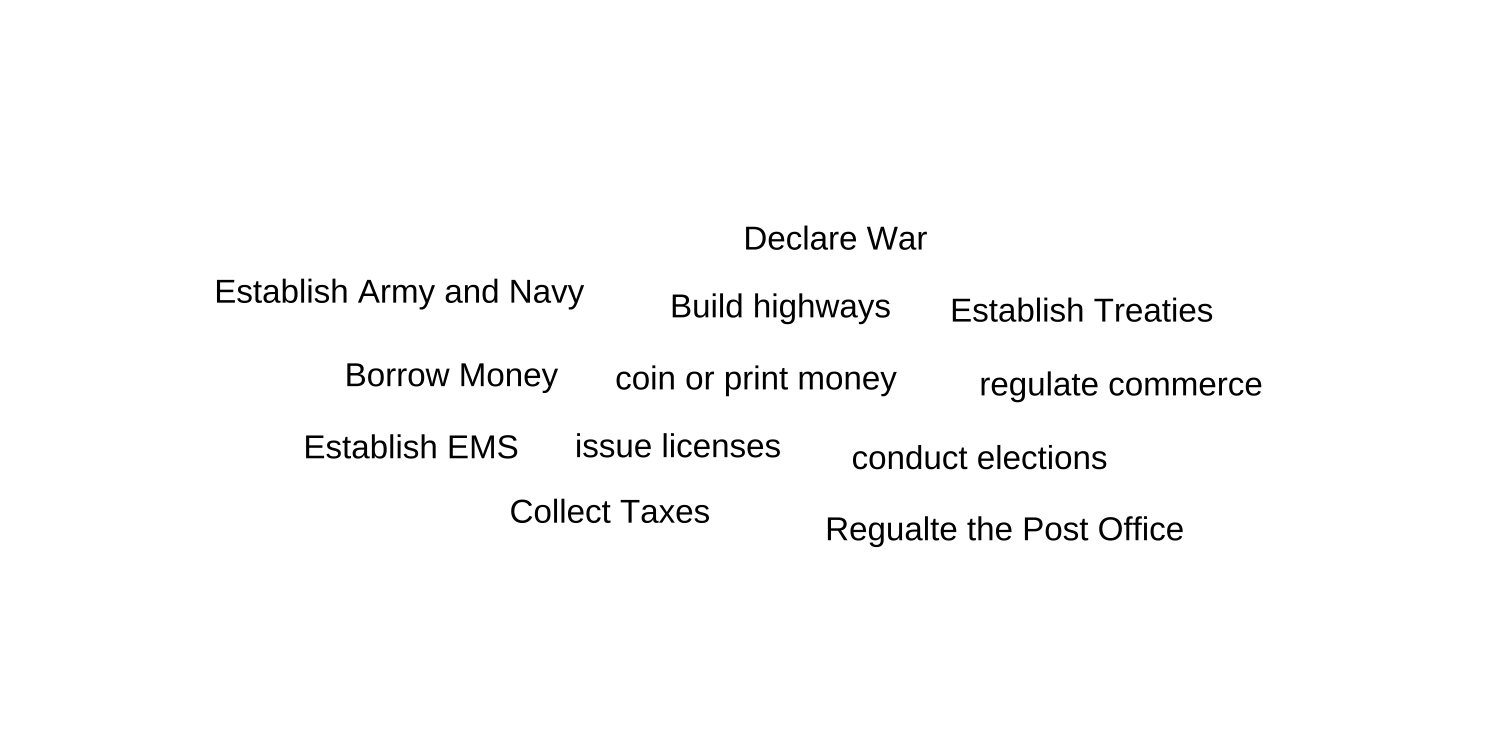 Declare War
Establish Army and Navy
Build highways
Establish Treaties
Borrow Money
coin or print money
regulate commerce
Establish EMS
issue licenses
conduct elections
Collect Taxes
Regualte the Post Office